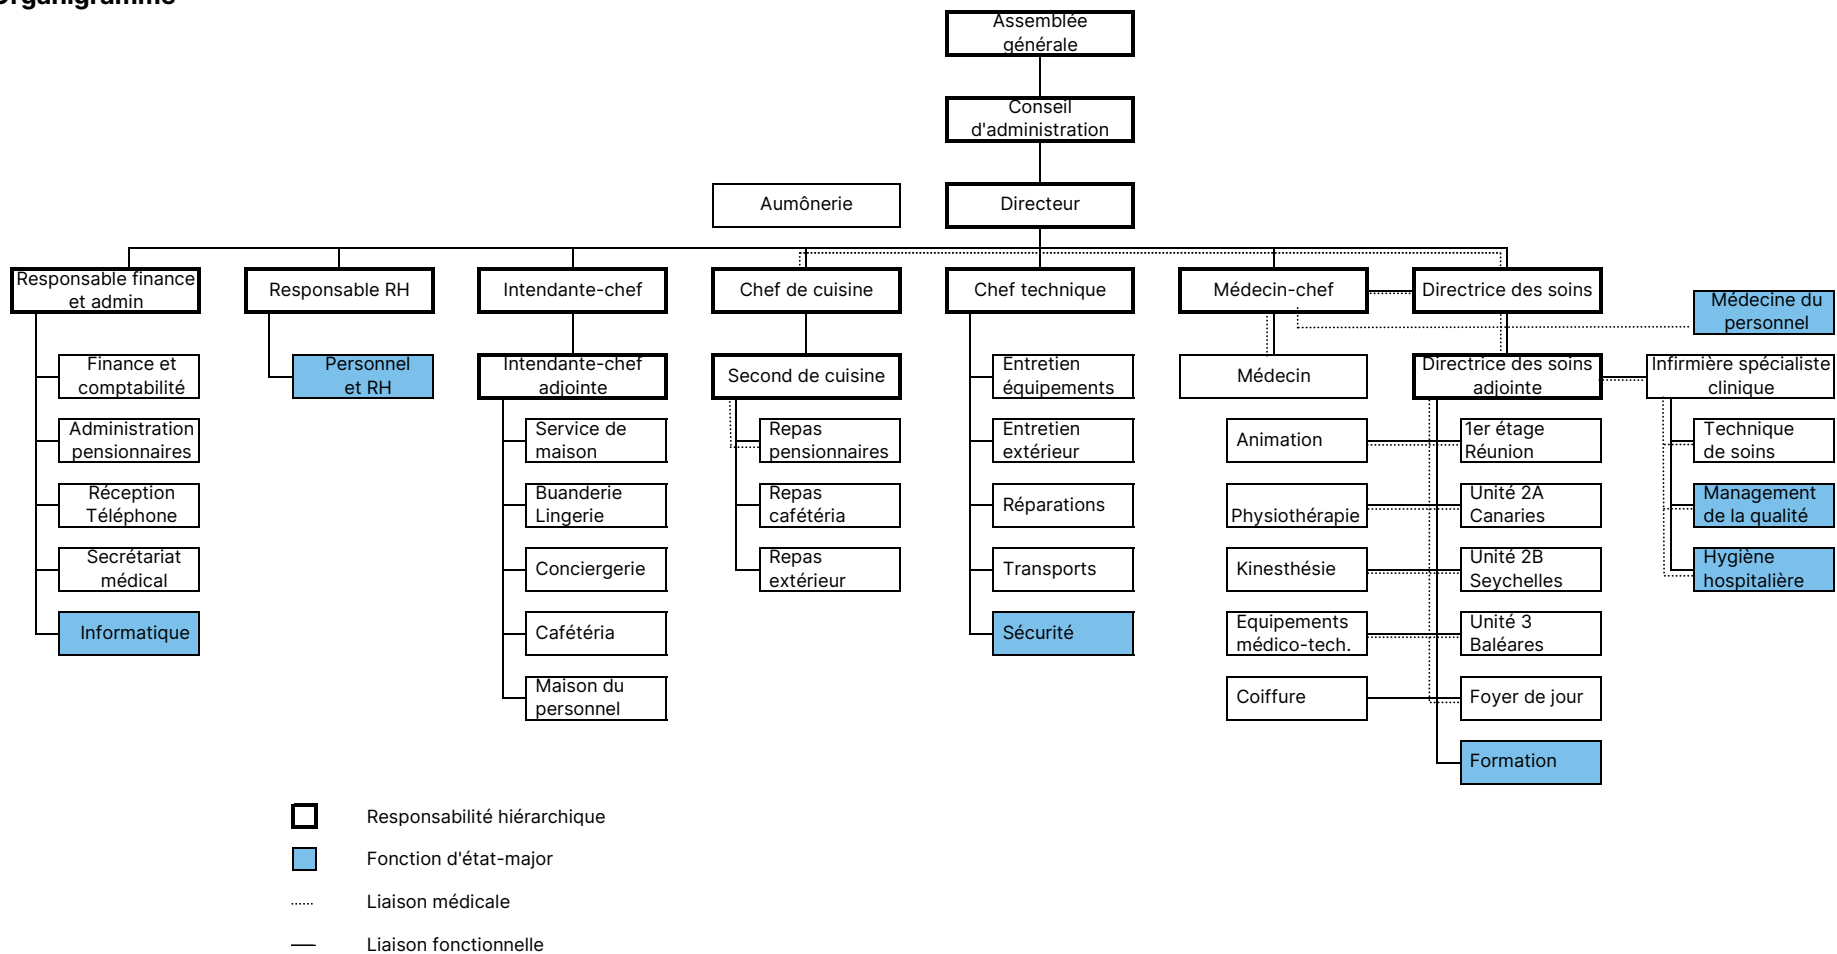 Organigramme
Assemblée
générale
Conseil
d'administration
Aumônerie
Directeur
Responsable finance
et admin
Responsable RH
Intendante-chef
Chef de cuisine
Chef technique
Médecin-chef
Directrice des soins
Médecine du
personnel
Finance et
comptabilité
Personnel
et RH
Intendante-chef
adjointe
Second de cuisine
Entretien
équipements
Médecin
Directrice des soins
adjointe
Infirmière spécialiste
clinique
Administration
pensionnaires
Service de
maison
Repas
pensionnaires
Entretien
extérieur
Animation
1er étage
Réunion
Technique
de soins
Réception
Téléphone
Buanderie
Lingerie
Repas
cafétéria
Réparations
Physiothérapie
Unité 2A
Canaries
Management
de la qualité
Secrétariat
médical
Conciergerie
Repas
extérieur
Transports
Kinesthésie
Unité 2B
Seychelles
Hygiène
hospitalière
Informatique
Cafétéria
Sécurité
Equipements
médico-tech.
Unité 3
Baléares
Maison du
personnel
Coiffure
Foyer de jour
Formation
Responsabilité hiérarchique
Fonction d'état-major
Liaison médicale
Liaison fonctionnelle